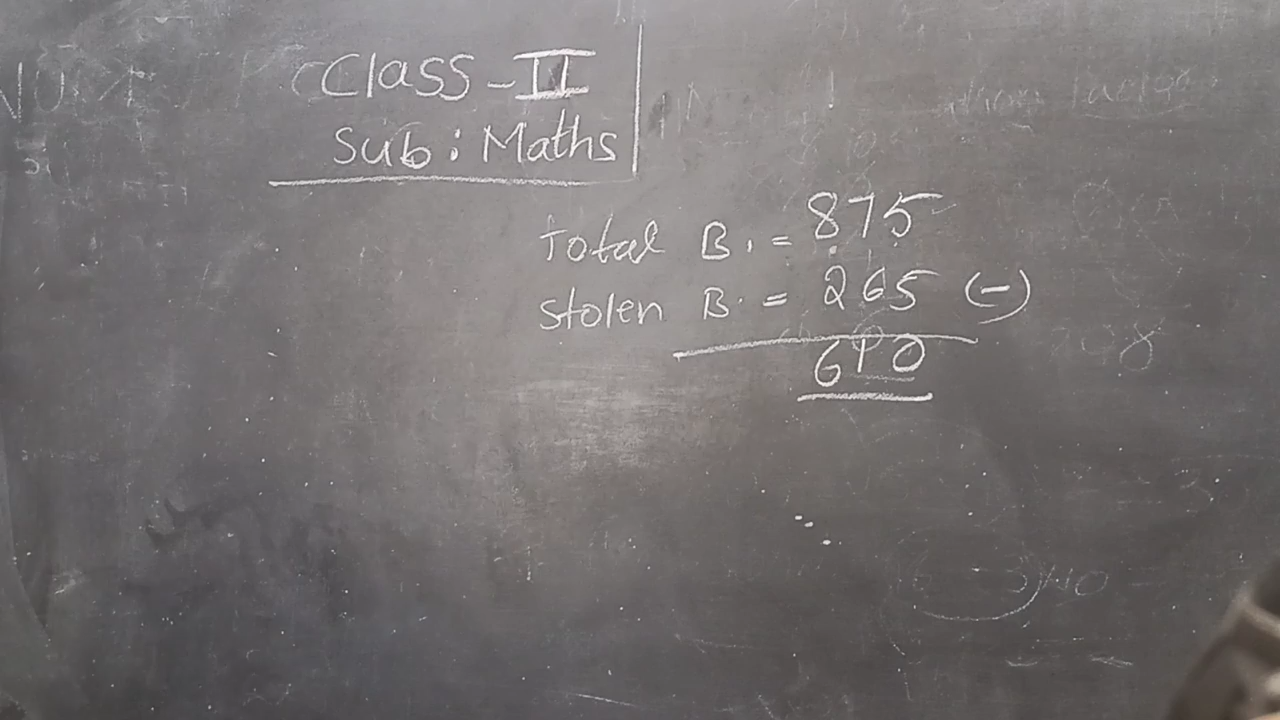 Class - II
Sub : Maths
total B. = 875
stolen B. = 265 (-)
610